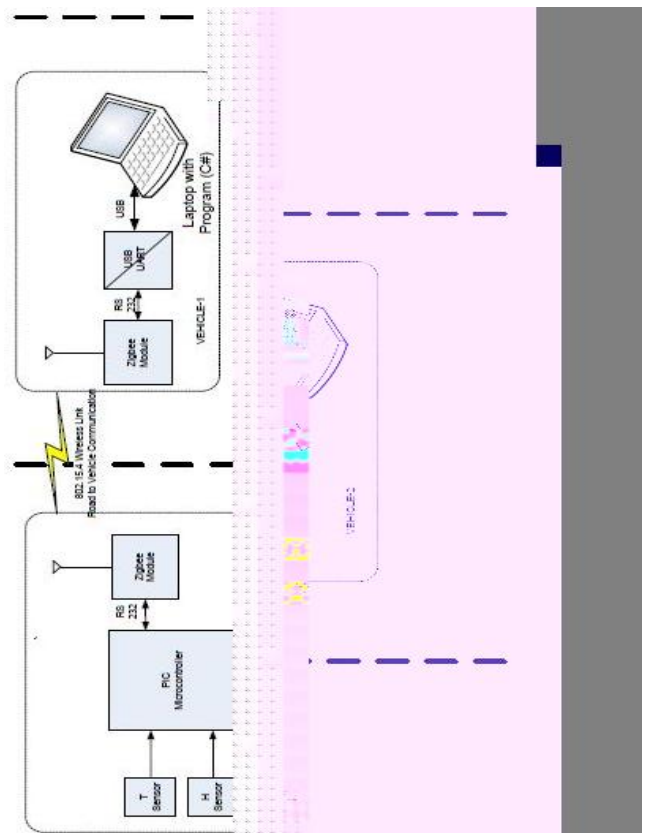 Laptop with
Program (C#)
USB
USB
UART
RS
232
Zigbee
Module
VEHICLE-1
802.15.4 Wireless Link
Road to Vehicle Communication
Zigbee
Module
RS
232
PIC
Microcontroller
T
Sensor
H
Sensor
VEHICLE-2